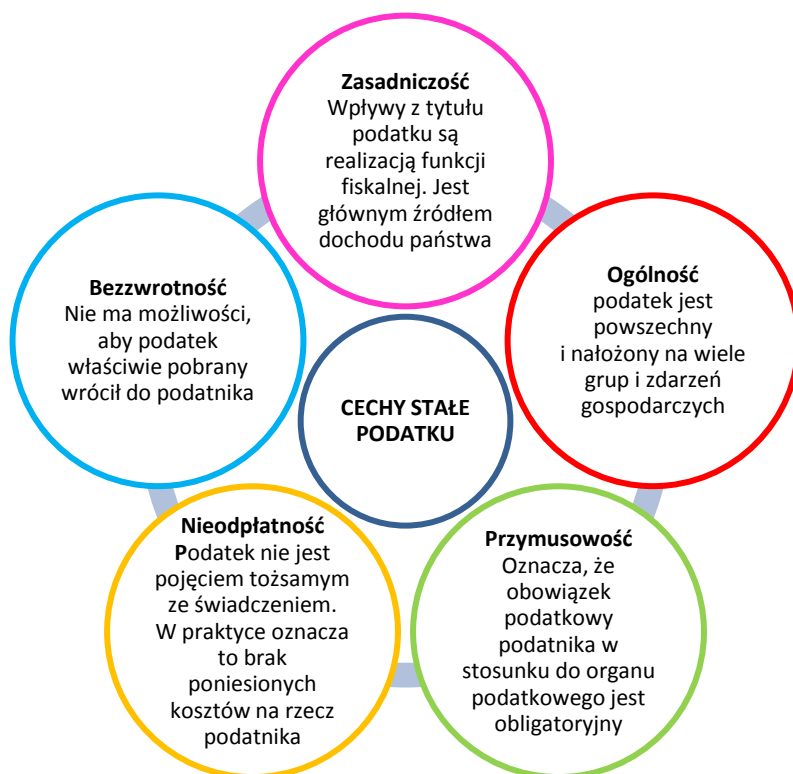 Zasadniczość
Wpływy z tytułu
podatku są
realizacją funkcji
fiskalnej. Jest
głównym źródłem
dochodu państwa
Ogólność
podatek jest
powszechny
i nałożony na wiele
grup i zdarzeń
gospodarczych
Przymusowość
Oznacza, że
obowiązek
podatkowy
podatnika w
stosunku do organu
podatkowego jest
obligatoryjny
Nieodpłatność
Podatek nie jest
pojęciem tożsamym
ze świadczeniem.
W praktyce oznacza
to brak
poniesionych
kosztów na rzecz
podatnika
Bezzwrotność
Nie ma możliwości,
aby podatek
właściwie pobrany
wrócił do podatnika
CECHY STAŁE
PODATKU